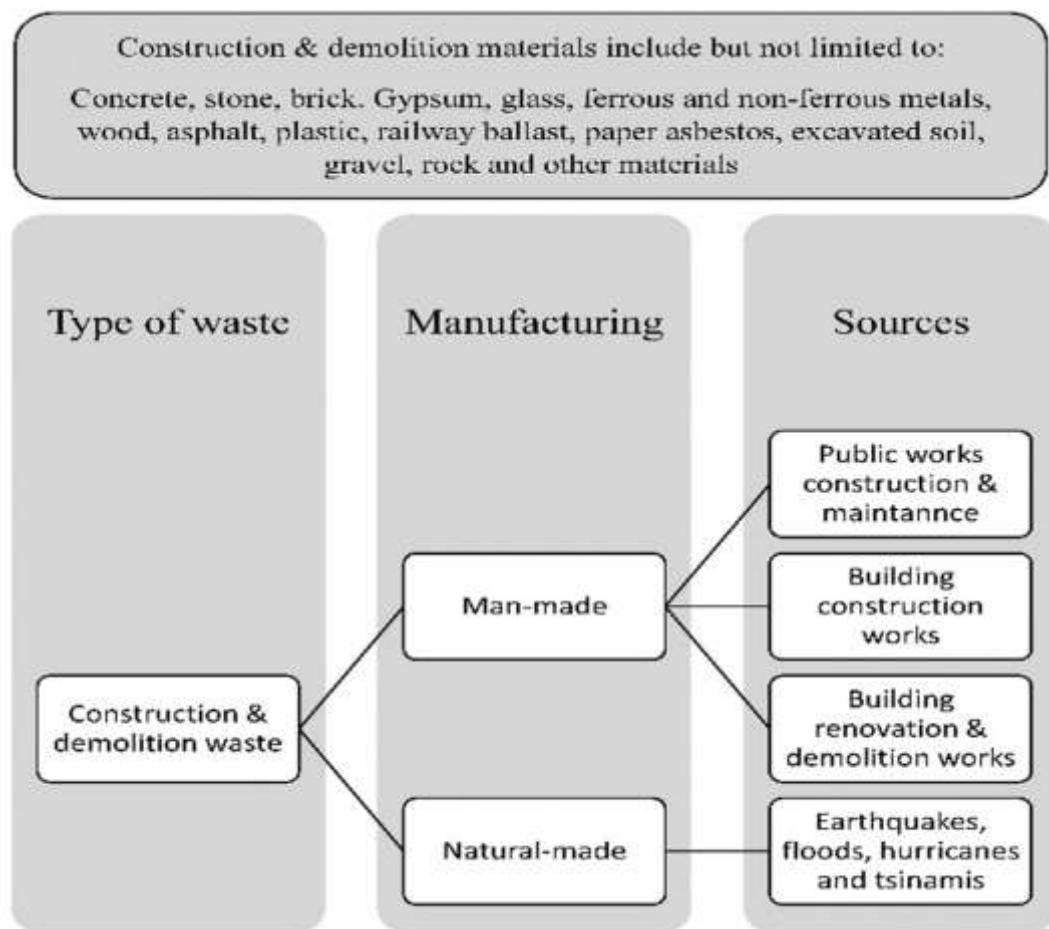 Construction & demolition materials include but not limited to:
Concrete, stone, brick. Gypsum, glass, ferrous and non-ferrous metals,
wood, asphalt, plastic, railway ballast, paper asbestos, excavated soil,
gravel, rock and other materials
Type of waste
Manufacturing
Sources
Construction &
demolition waste
Man-made
Natural-made
Public works
construction &
maintannce
Building
construction
works
Building
renovation &
demolition works
Earthquakes,
floods, hurricanes
and tsinamis